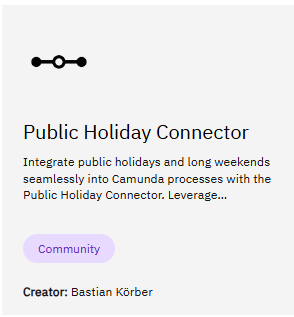 Public Holiday Connector
Integrate public holidays and long weekends
seamlessly into Camunda processes with the
Public Holiday Connector. Leverage...
Community
Creator: Bastian Körber